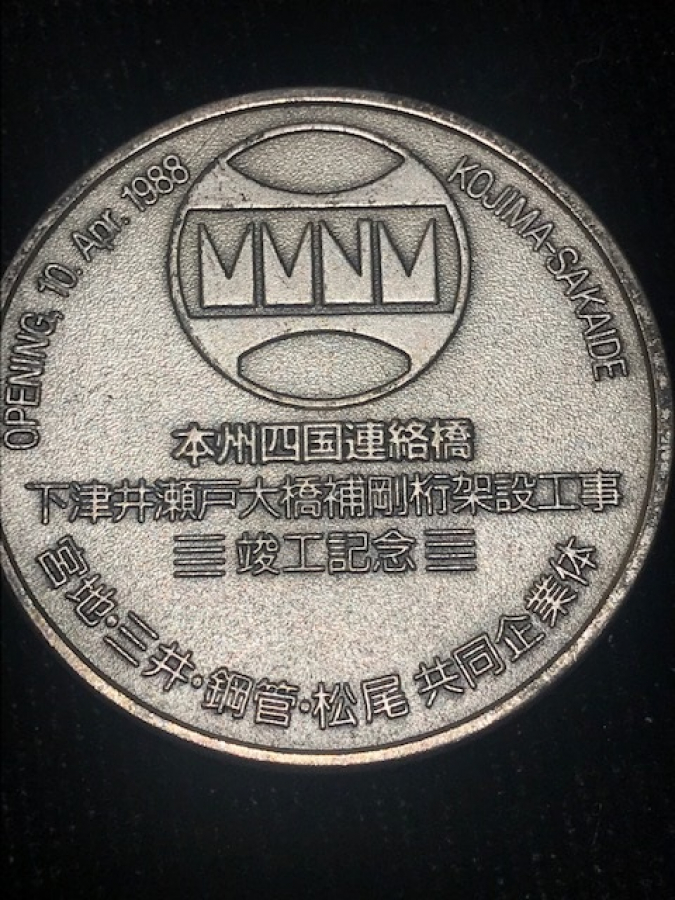 OPENING, 10. Apr. 1988
KOJIMA-SAKAIDE
MMNM
本州四国連絡橋
下津井瀬戸大橋補剛桁架設工事
竣工記念
宮地・三井・鋼管・松尾 共同企業体